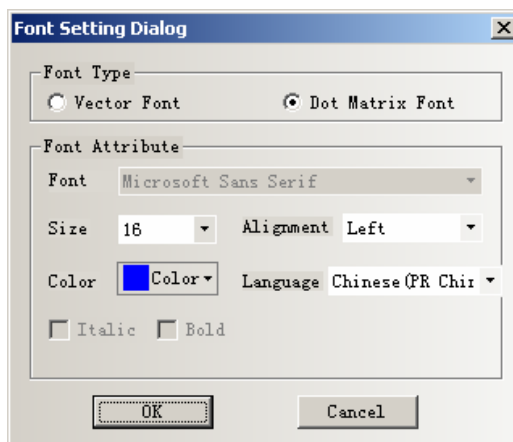 Font Setting Dialog
Font Type
Vector Font Dot Matrix Font
Font Attribute
Font Microsoft Sans Serif
Size 16 Alignment Left
Color Color Language Chinese(PR Chir
Italic Bold
OK Cancel